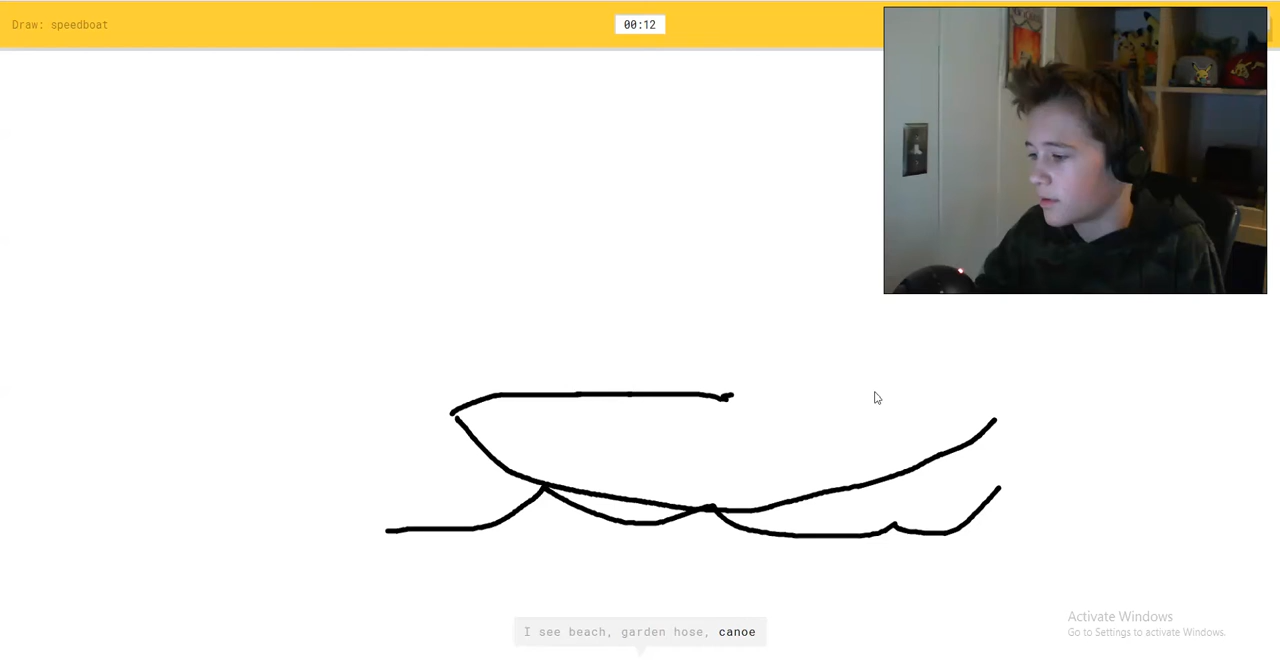 Draw: speedboat
00:12
I see beach, garden hose, canoe
Activate Windows
Go to Settings to activate Windows.